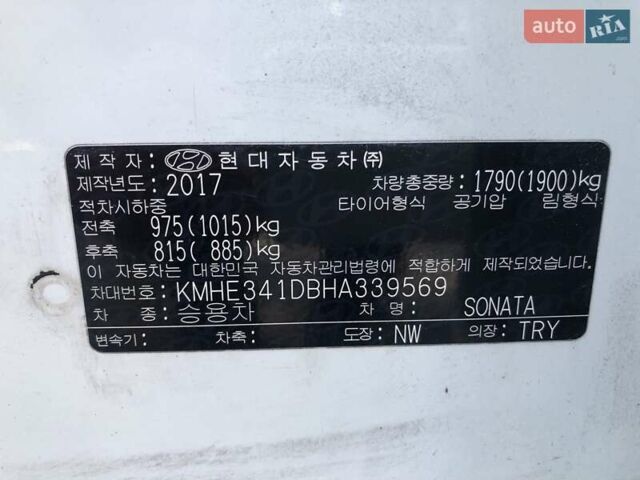 auto RIA.com
제 작 자: HYUNDAI 현대자동차㈜
제작년도: 2017 차량총중량: 1790(1900)kg
적차시하중 타이어형식 공기압 림형식
전축 975(1015)kg
후축 815( 885)kg
이 자동차는 대한민국 자동차관리법령에 적합하게 제작되었습니다.
차대번호: KMHE341DBHA339569
차 종: 승용차 차 명: SONATA
변속기: 차축: 도장: NW 의장: TRY